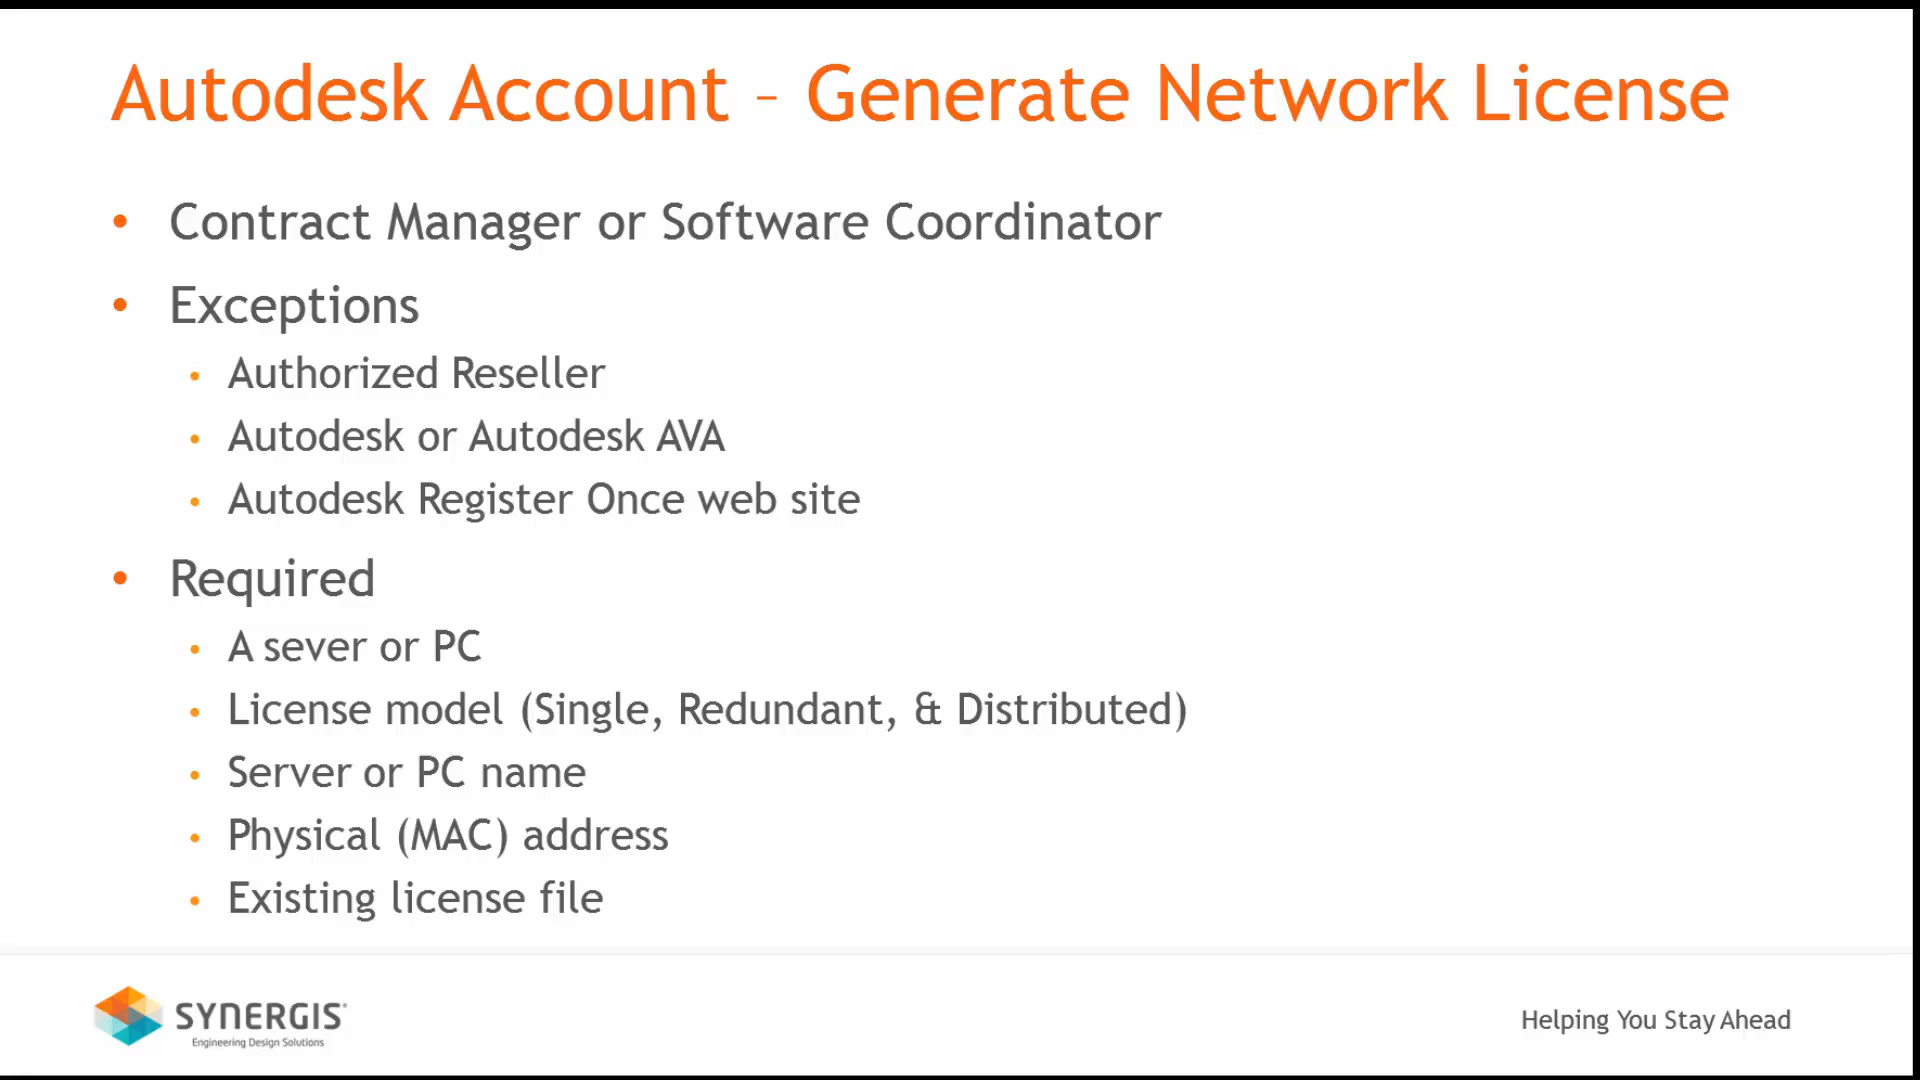 Autodesk Account – Generate Network License
• Contract Manager or Software Coordinator
• Exceptions
• Authorized Reseller
• Autodesk or Autodesk AVA
• Autodesk Register Once web site
• Required
• A sever or PC
• License model (Single, Redundant, & Distributed)
• Server or PC name
• Physical (MAC) address
• Existing license file
SYNERGIS
Engineering Design Solutions
Helping You Stay Ahead